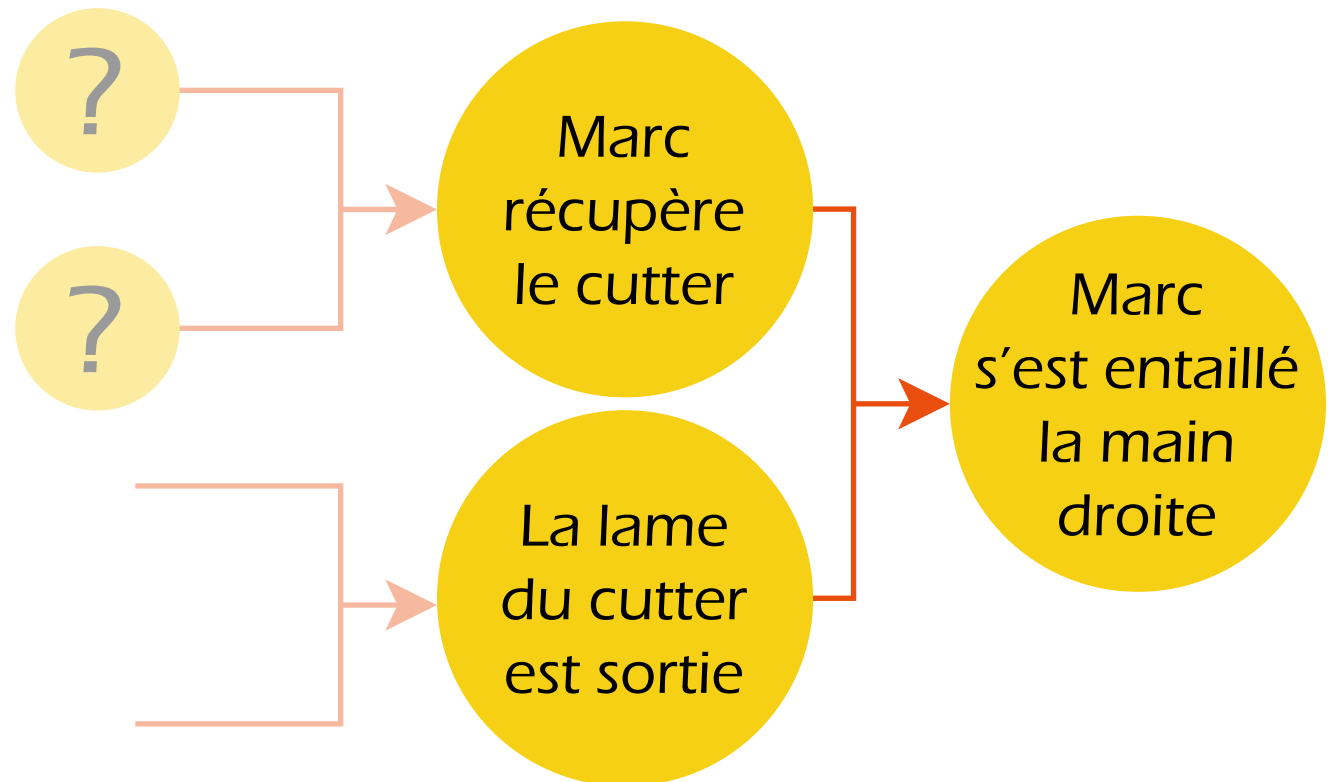 ?
?
Marc
récupère
le cutter
La lame
du cutter
est sortie
Marc
s’est entaillé
la main
droite